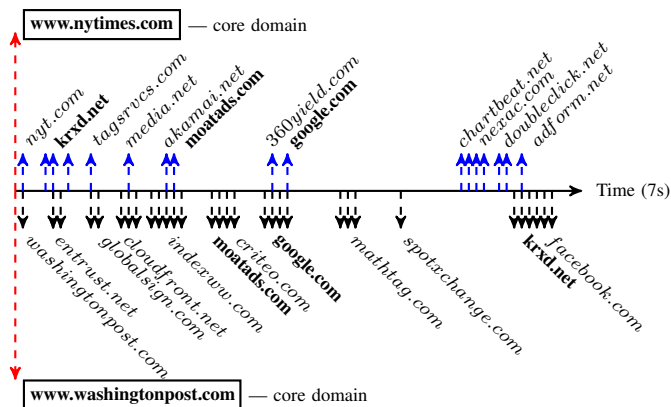 www.nytimes.com — core domain
nyt.com
krxd.net
tagsrvcs.com
media.net
akamai.net
moatads.com
360yield.com
google.com
chartbeat.net
nexac.com
doubleclick.net
adform.net
Time (7s)
washingtonpost.com
entrust.net
globalsign.com
cloudfront.net
indexww.com
moatads.com
criteo.com
google.com
mathtag.com
spotxchange.com
krxd.net
facebook.com
www.washingtonpost.com — core domain